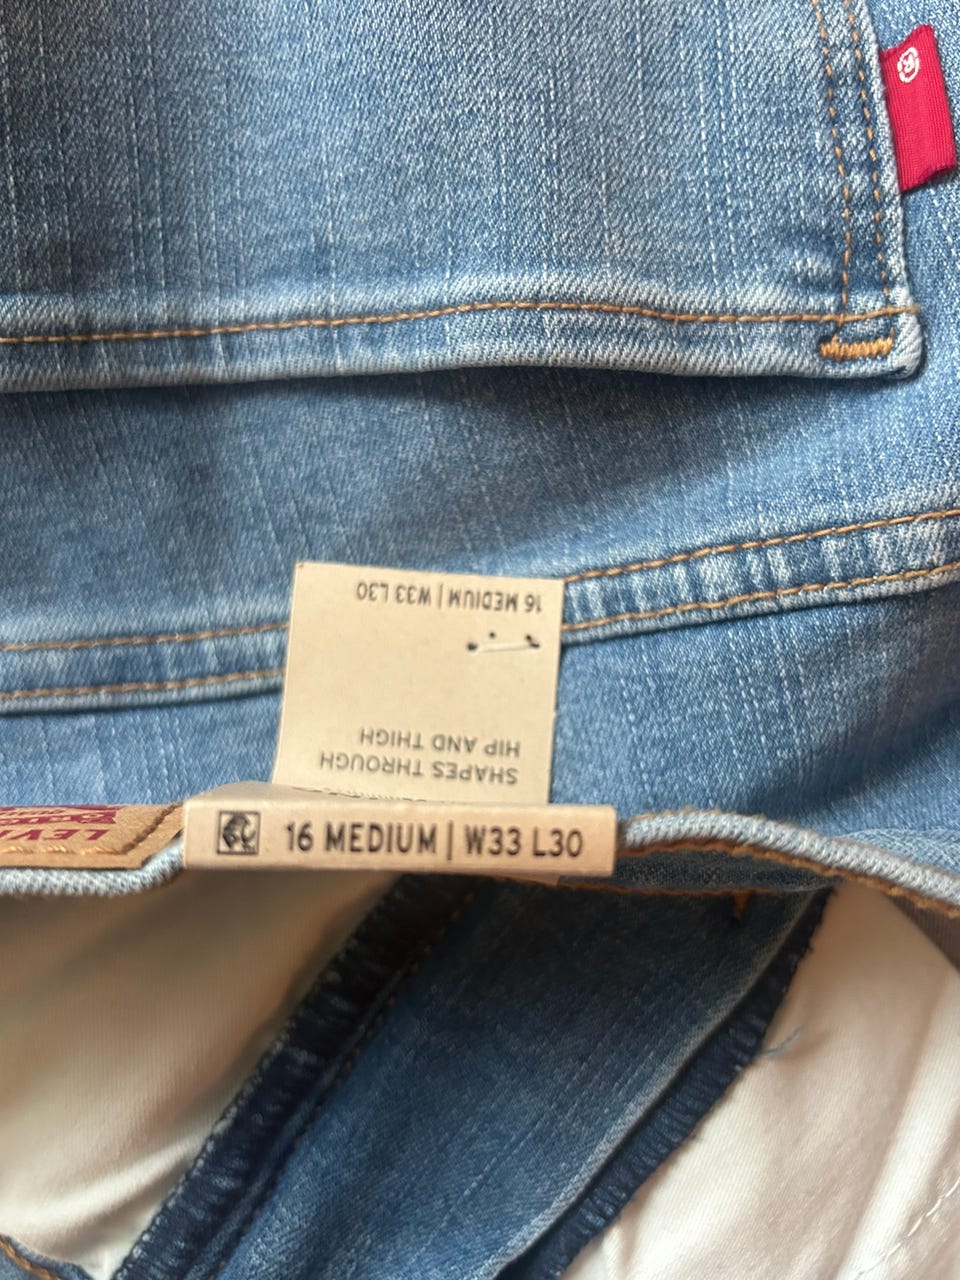 ®
16 MEDIUM | W33 L30
SHAPES THROUGH
HIP AND THIGH
16 MEDIUM | W33 L30